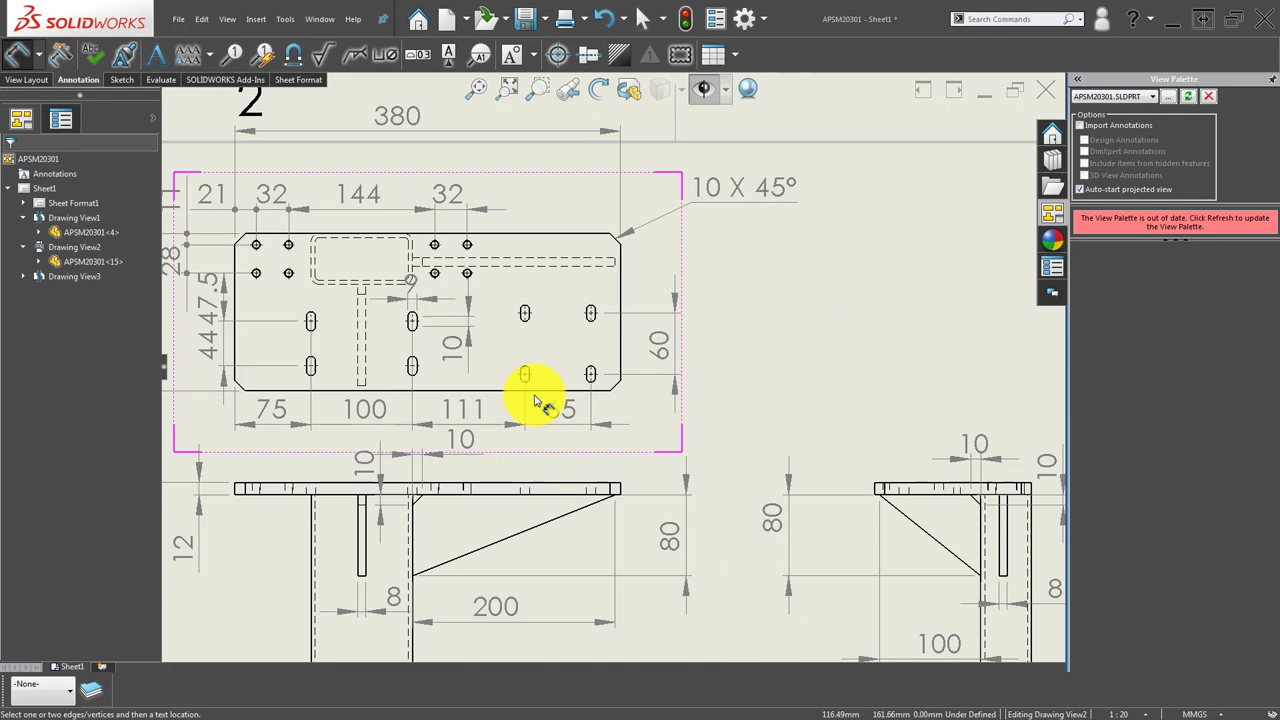 SOLIDWORKS
File Edit View Insert Tools Window Help
APSM20301 - Sheet1 *
Search Commands
View Layout Annotation Sketch Evaluate SOLIDWORKS Add-Ins Sheet Format
APSM20301
Annotations
Sheet1
Sheet Format1
Drawing View1
APSM20301<4>
Drawing View2
APSM20301<15>
Drawing View3
2
380
21 32 144 32
10 X 45°
28
9
47.5
44
10
60
75 100 111
10
10
12
8
80
200
10
10
80
8
100
View Palette
APSM20301.SLDPRT
Options
Import Annotations
Design Annotations
DimXpert Annotations
Include items from hidden features
3D View Annotations
Auto-start projected view
The View Palette is out of date. Click Refresh to update
the View Palette.
Sheet1
-None-
Select one or two edges/vertices and then a text location.
116.49mm 161.66mm 0.00mm Under Defined Editing Drawing View2 1 : 20 MMGS